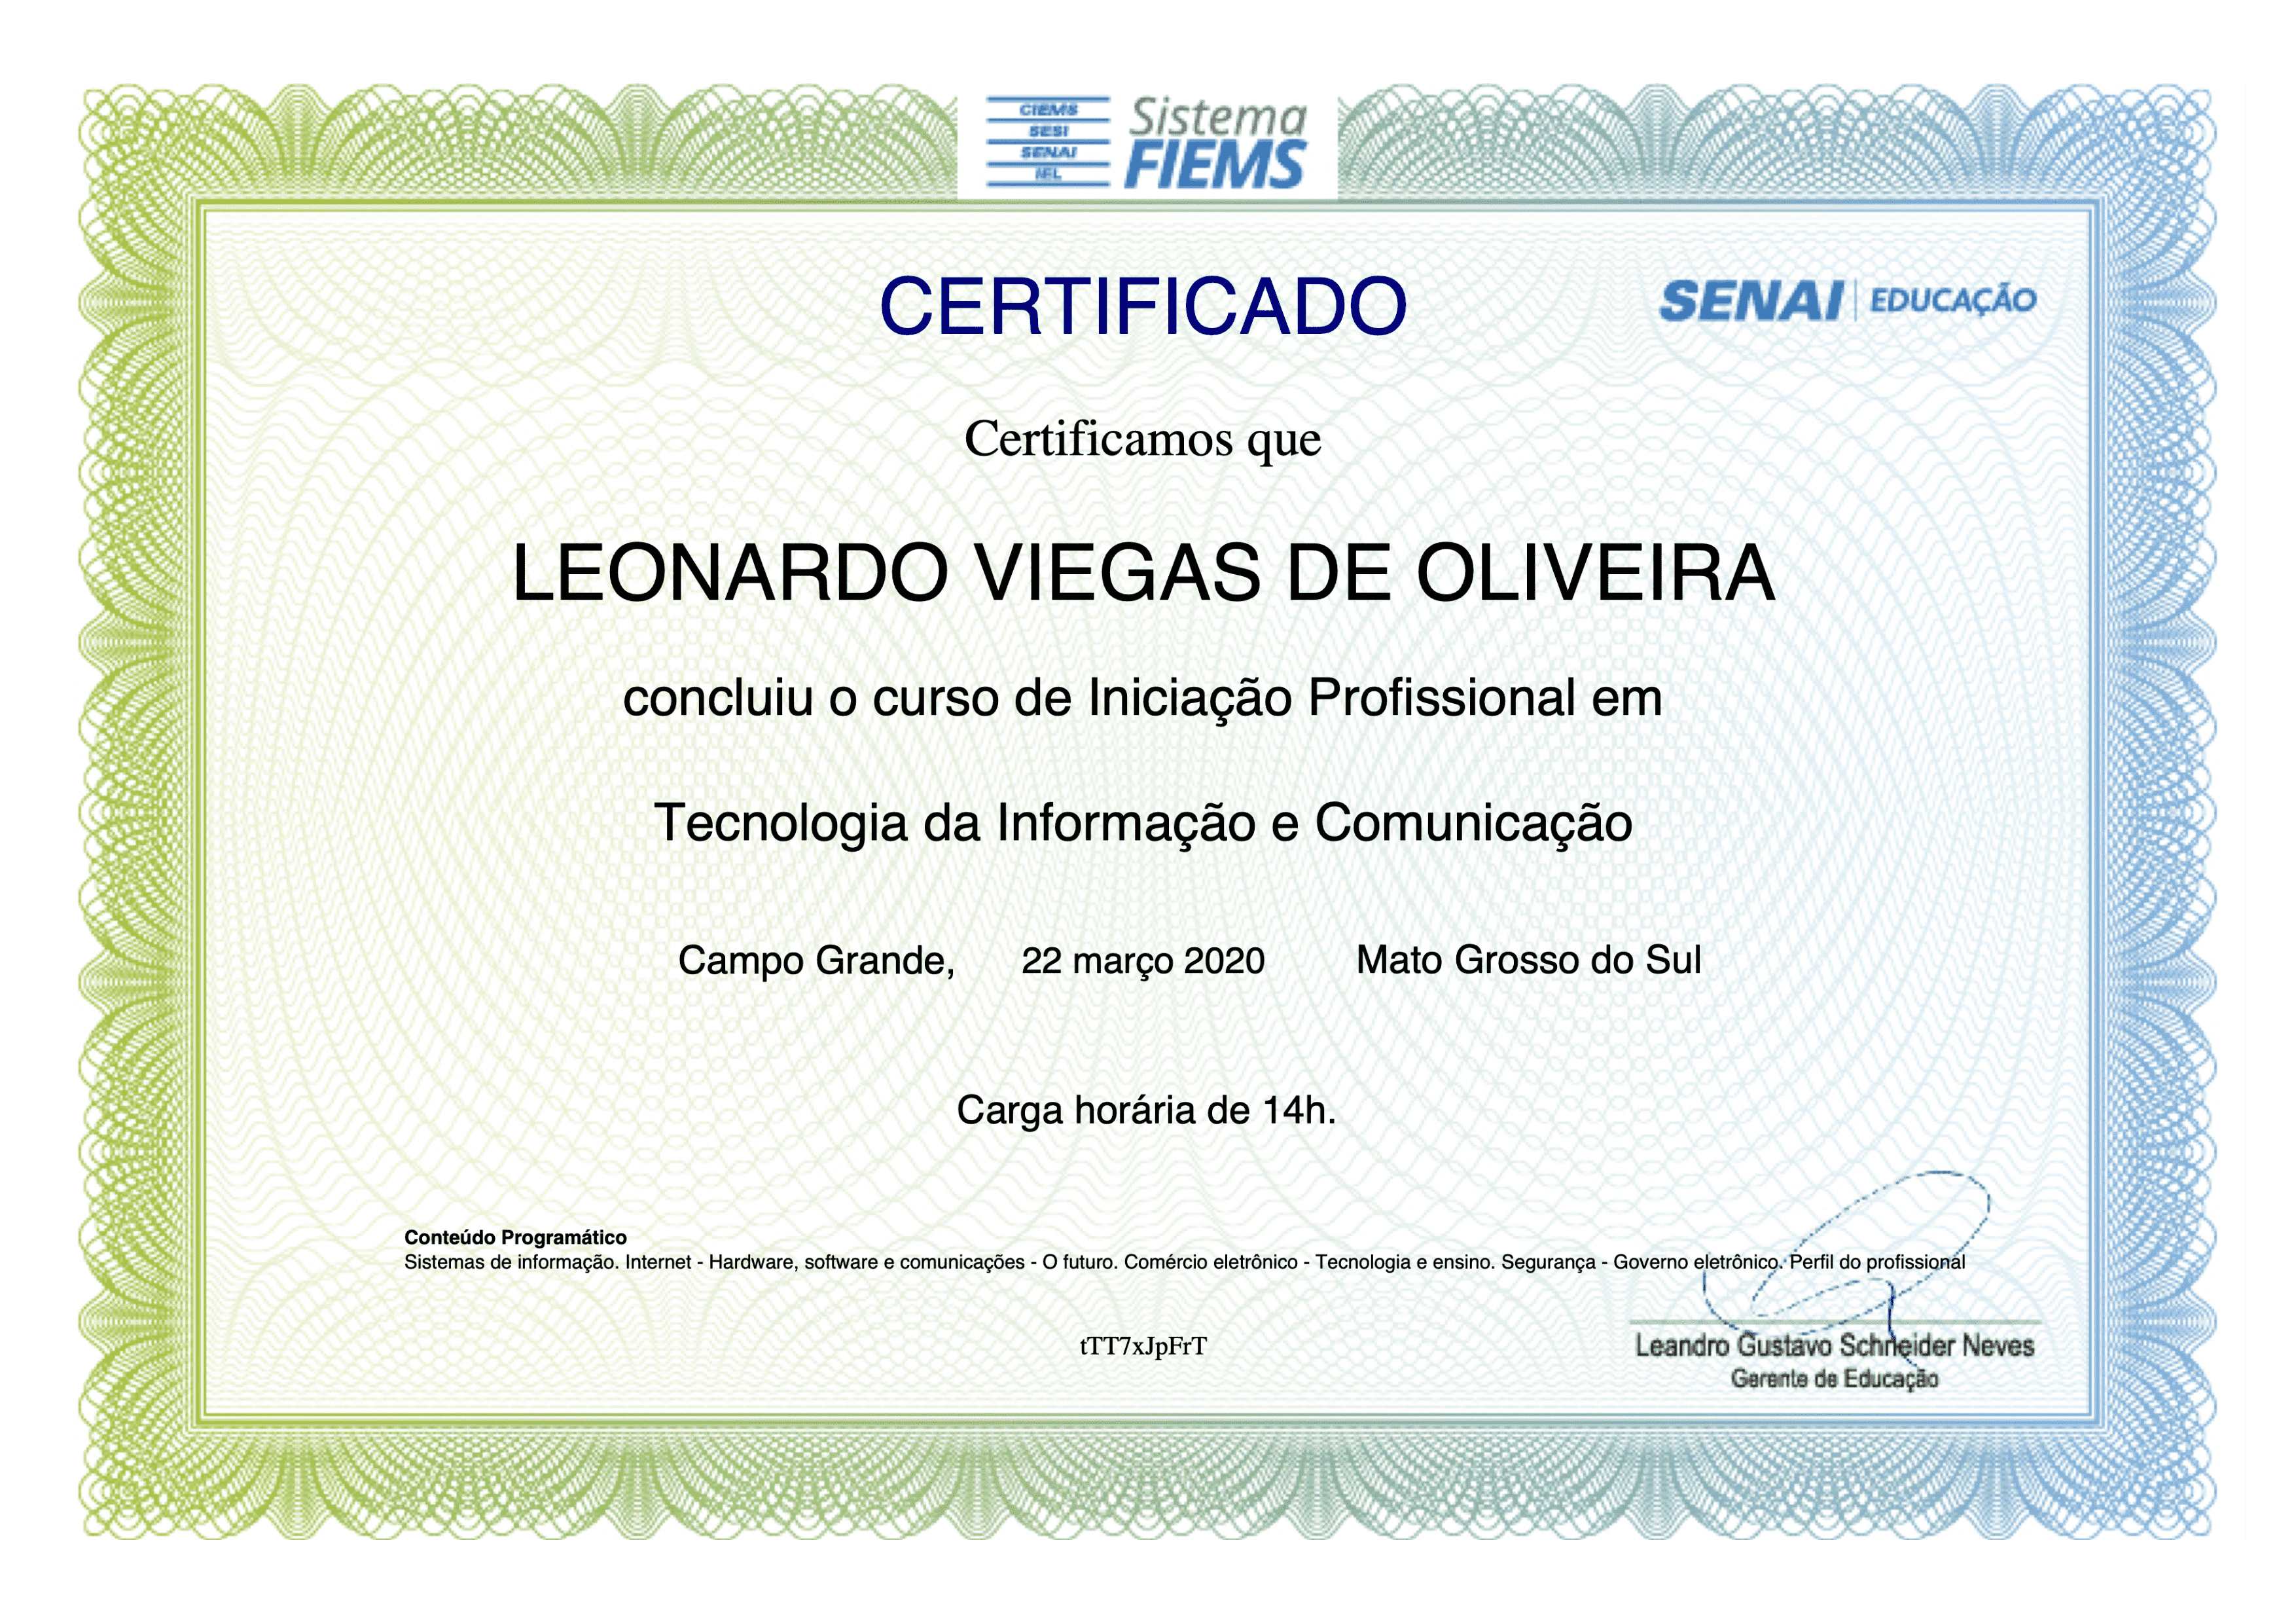 CIEMS
SESI
SENAI
IEL
Sistema
FIEMS
CERTIFICADO
SENAI EDUCAÇÃO
Certificamos que
LEONARDO VIEGAS DE OLIVEIRA
concluiu o curso de Iniciação Profissional em
Tecnologia da Informação e Comunicação
Campo Grande, 22 março 2020 Mato Grosso do Sul
Carga horária de 14h.
Conteúdo Programático
Sistemas de informação. Internet - Hardware, software e comunicações - O futuro. Comércio eletrônico - Tecnologia e ensino. Segurança - Governo eletrônico. Perfil do profissional
tTT7xJpFrT
Leandro Gustavo Schneider Neves
Gerente de Educação